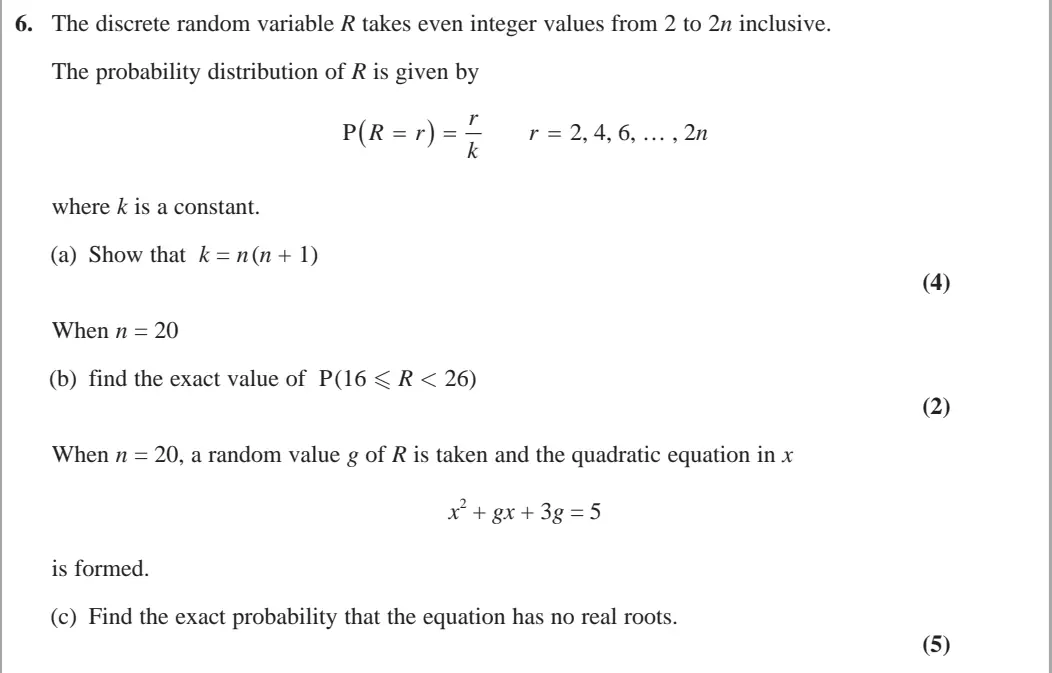 6. The discrete random variable R takes even integer values from 2 to 2n inclusive.
The probability distribution of R is given by
P(R = r) = r/k r = 2, 4, 6, … , 2n
where k is a constant.
(a) Show that k = n(n + 1)
(4)
When n = 20
(b) find the exact value of P(16 ⩽ R < 26)
(2)
When n = 20, a random value g of R is taken and the quadratic equation in x
x² + gx + 3g = 5
is formed.
(c) Find the exact probability that the equation has no real roots.
(5)